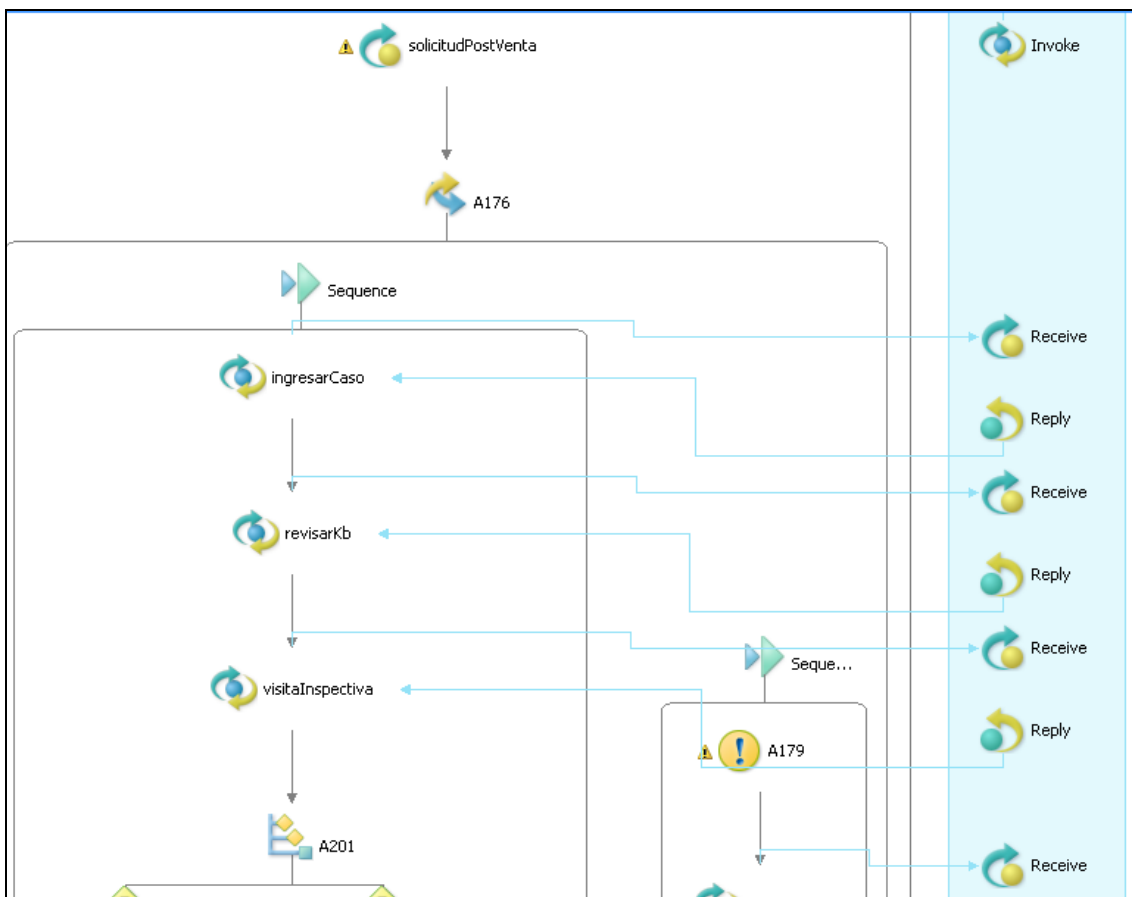 solicitudPostVenta
Invoke
A176
Sequence
Receive
ingresarCaso
Reply
Receive
revisarKb
Reply
Receive
Seque...
visitaInspectiva
Reply
A179
A201
Receive